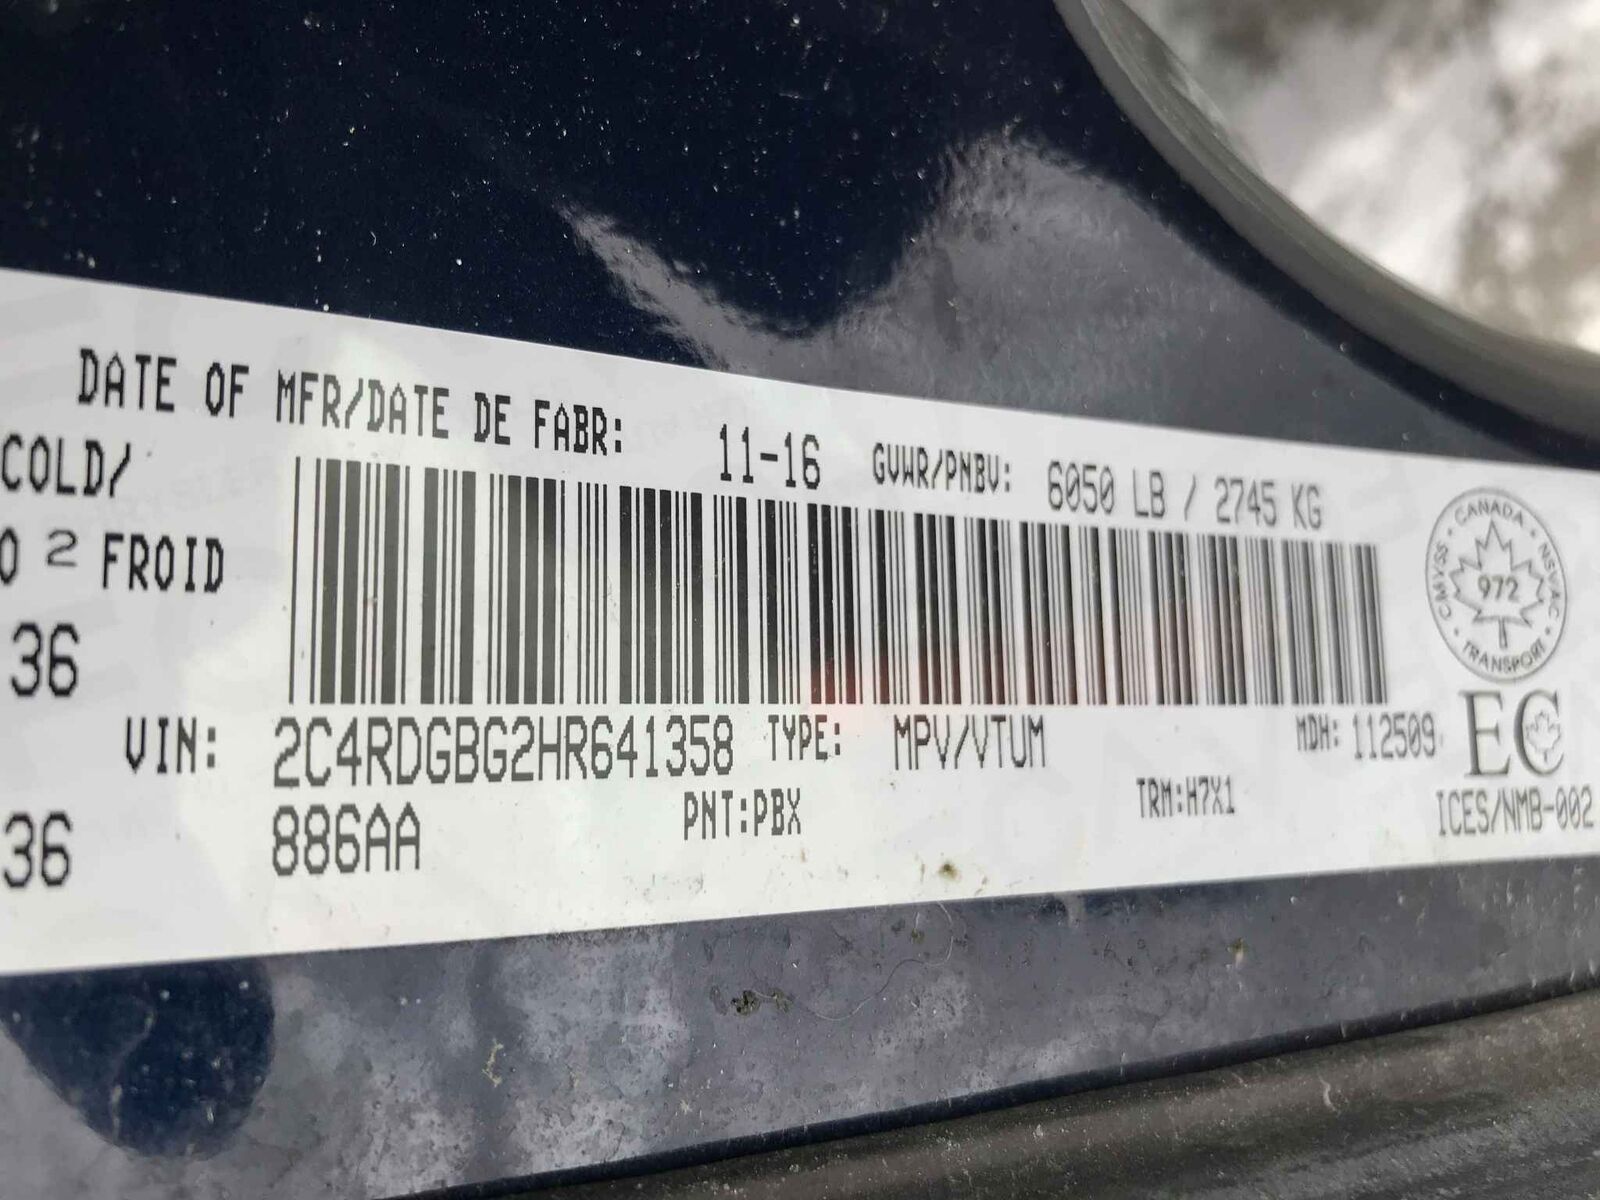 DATE OF MFR/DATE DE FABR: 11-16 GVWR/PNBV: 6050 LB / 2745 KG
COLD/
0 2 FROID
36
CANADA
CMVSS · NSVAC
972
TRANSPORT
VIN: 2C4RDGBG2HR641358 TYPE: MPV/VTUM MDH: 112509 EC
36 886AA PNT:PBX TRM:H7X1 ICES/NMB-002